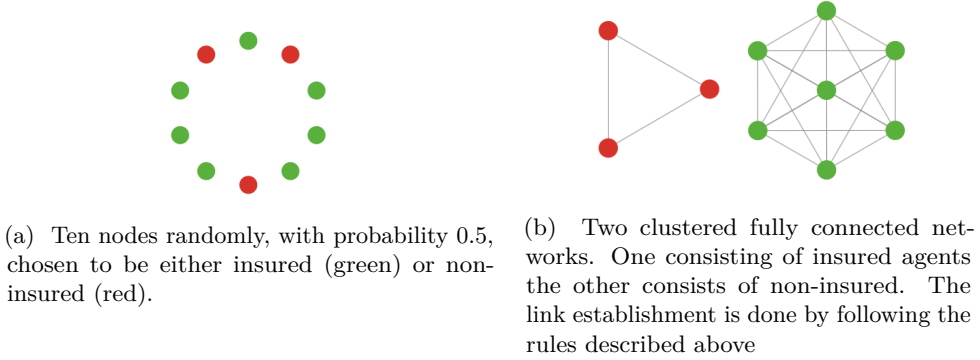 (a) Ten nodes randomly, with probability 0.5,
chosen to be either insured (green) or non-
insured (red).
(b) Two clustered fully connected net-
works. One consisting of insured agents
the other consists of non-insured. The
link establishment is done by following the
rules described above